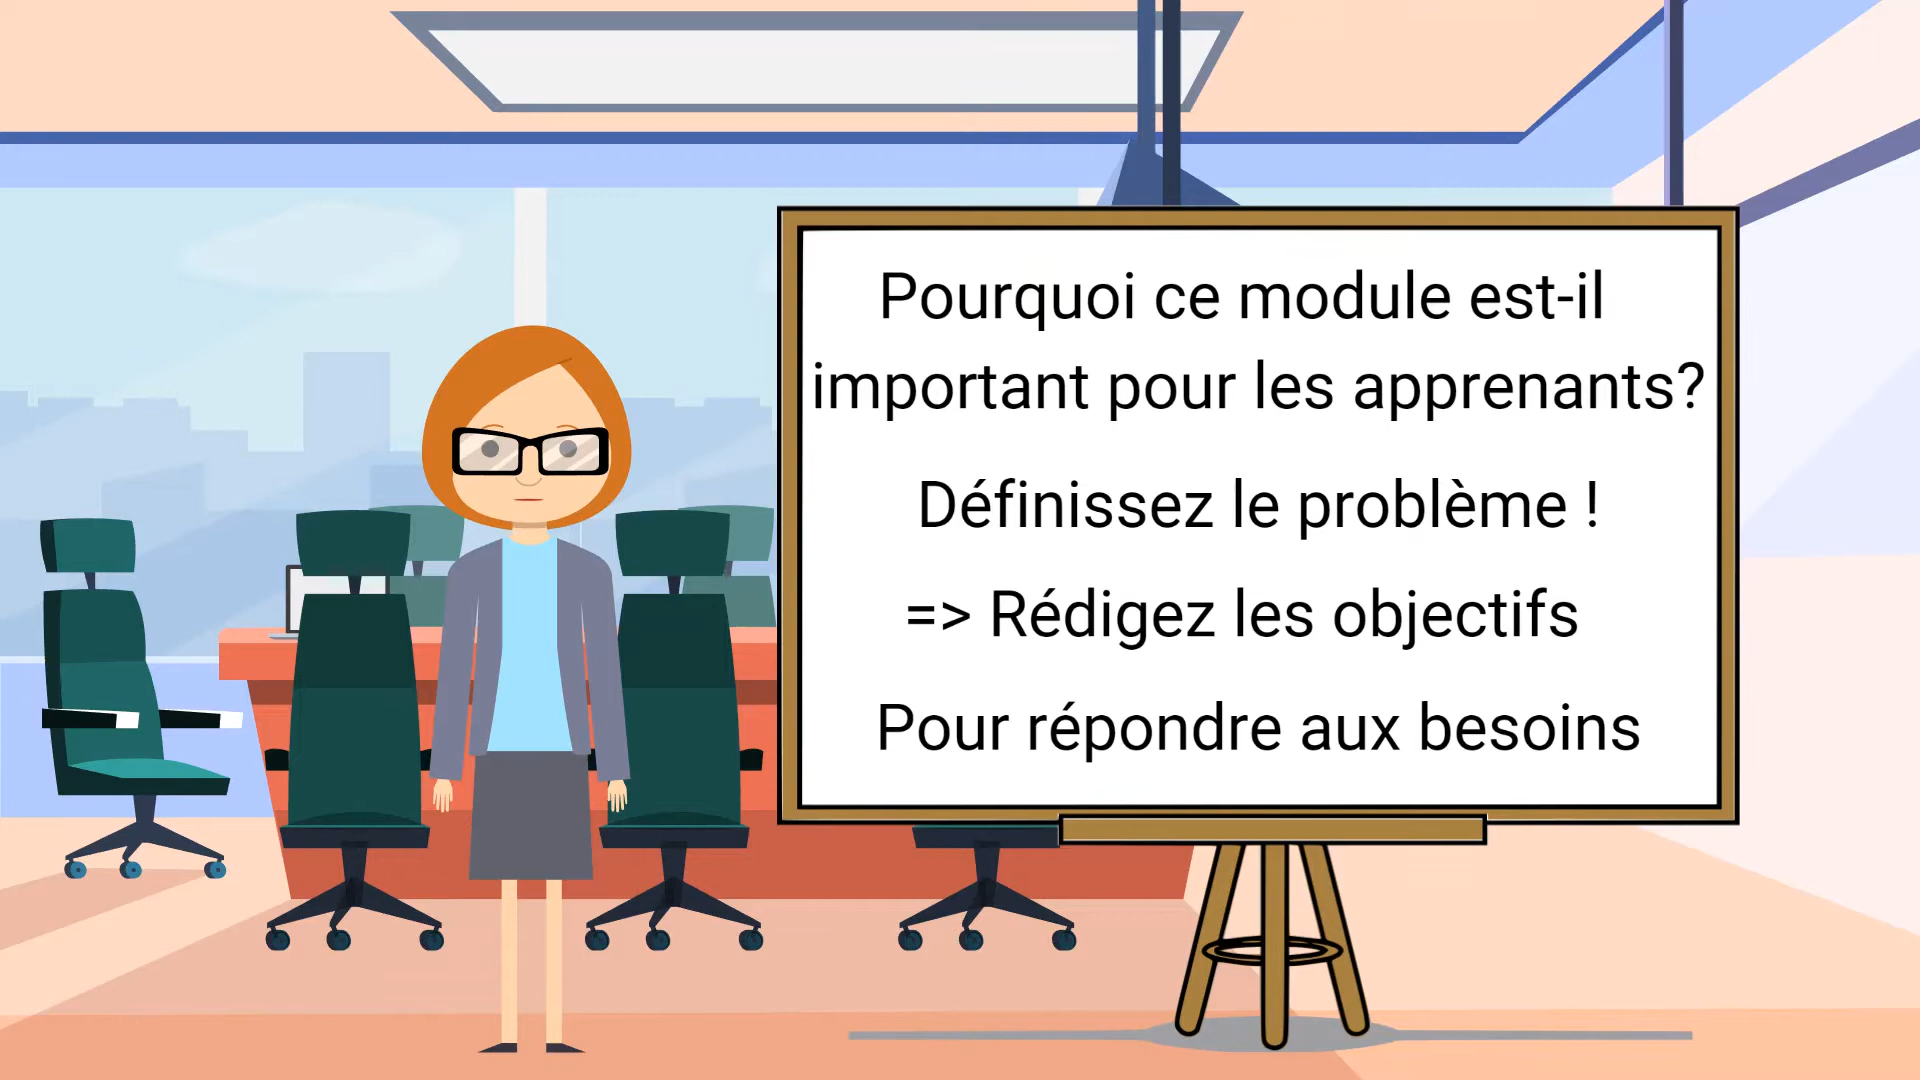 Pourquoi ce module est-il
important pour les apprenants?
Définissez le problème !
=> Rédigez les objectifs
Pour répondre aux besoins